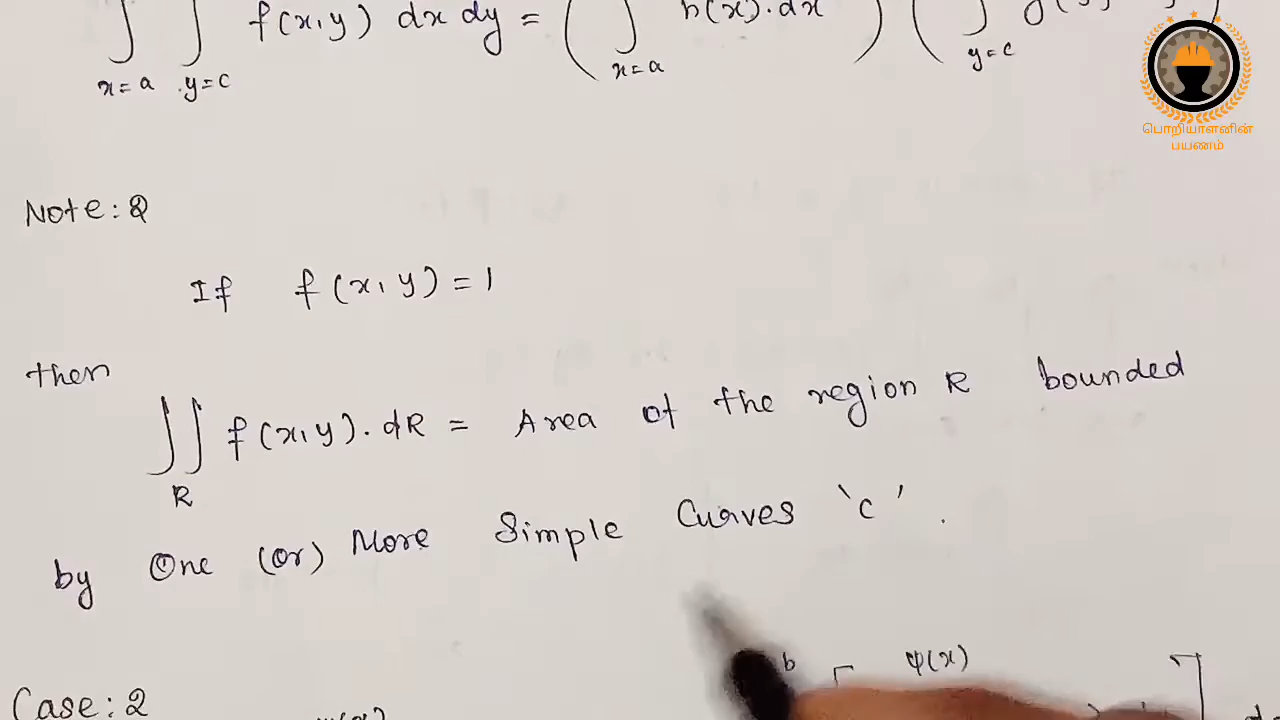 ∫ ∫ f(x,y) dx dy = ( ∫ h(x).dx ) ( ∫
x=a y=c x=a y=c
பொறியாளனின்
பயணம்
Note: 2
If f(x,y) = 1
then
∬ f(x,y). dR = Area of the region R bounded
R
by One (or) More Simple Curves 'c'.
b φ(x)
Case: 2